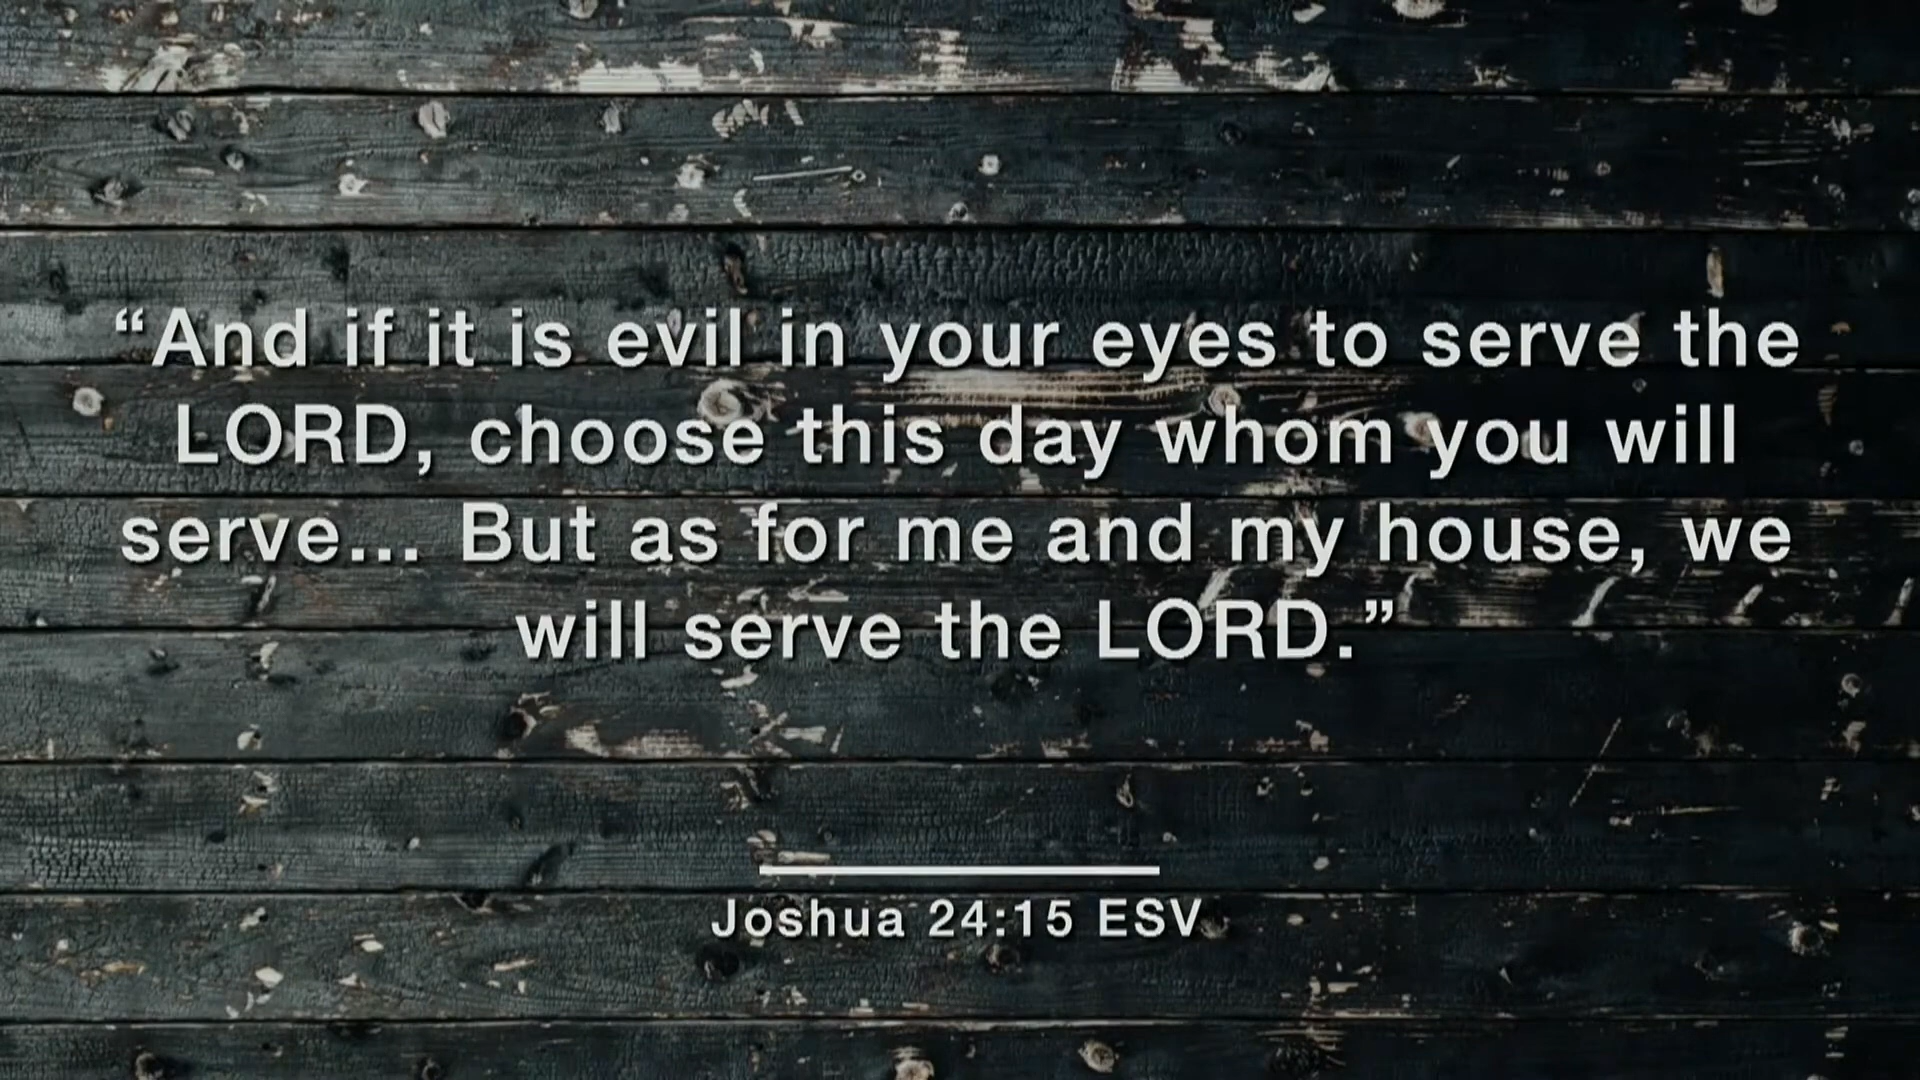 “And if it is evil in your eyes to serve the
LORD, choose this day whom you will
serve... But as for me and my house, we
will serve the LORD.”
Joshua 24:15 ESV